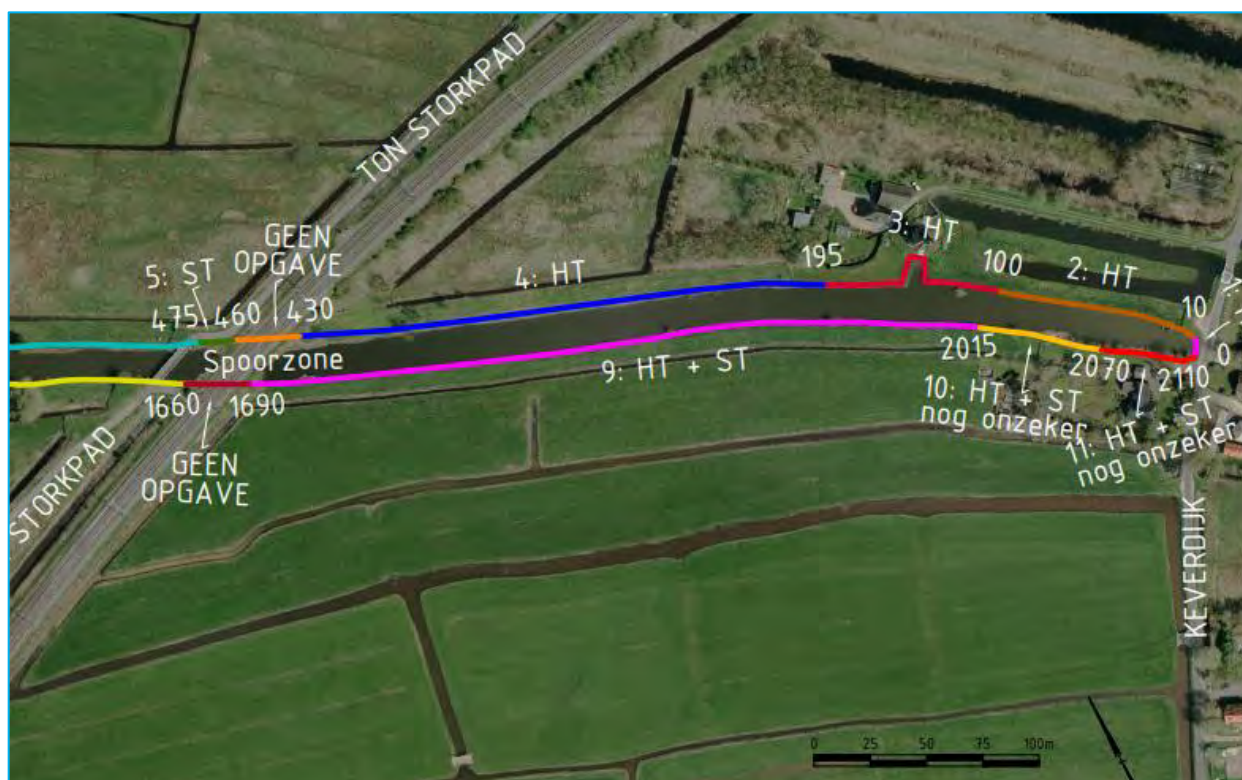 TON STORKPAD
GEEN
OPGAVE
5: ST
475
460
430
4: HT
195
3: HT
100
2: HT
10
1:
0
Spoorzone
1660
1690
GEEN
OPGAVE
9: HT + ST
2015
2070
2110
10: HT + ST
nog onzeker
11: HT + ST
nog onzeker
STORKPAD
KEVERDIJK
0
25
50
75
100m